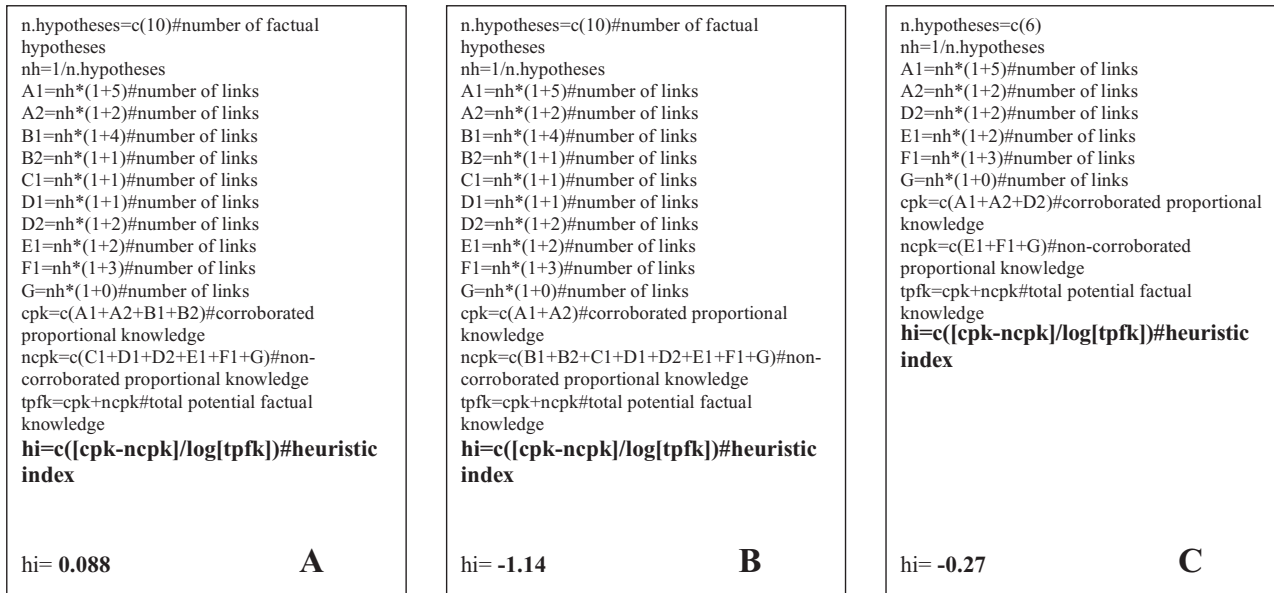 n.hypotheses=c(10)#number of factual
hypotheses
nh=1/n.hypotheses
A1=nh*(1+5)#number of links
A2=nh*(1+2)#number of links
B1=nh*(1+4)#number of links
B2=nh*(1+1)#number of links
C1=nh*(1+1)#number of links
D1=nh*(1+1)#number of links
D2=nh*(1+2)#number of links
E1=nh*(1+2)#number of links
F1=nh*(1+3)#number of links
G=nh*(1+0)#number of links
cpk=c(A1+A2+B1+B2)#corroborated
proportional knowledge
ncpk=c(C1+D1+D2+E1+F1+G)#non-
corroborated proportional knowledge
tpfk=cpk+ncpk#total potential factual
knowledge
hi=c([cpk-ncpk]/log[tpfk])#heuristic
index
hi= 0.088 A
n.hypotheses=c(10)#number of factual
hypotheses
nh=1/n.hypotheses
A1=nh*(1+5)#number of links
A2=nh*(1+2)#number of links
B1=nh*(1+4)#number of links
B2=nh*(1+1)#number of links
C1=nh*(1+1)#number of links
D1=nh*(1+1)#number of links
D2=nh*(1+2)#number of links
E1=nh*(1+2)#number of links
F1=nh*(1+3)#number of links
G=nh*(1+0)#number of links
cpk=c(A1+A2)#corroborated proportional
knowledge
ncpk=c(B1+B2+C1+D1+D2+E1+F1+G)#non-
corroborated proportional knowledge
tpfk=cpk+ncpk#total potential factual
knowledge
hi=c([cpk-ncpk]/log[tpfk])#heuristic
index
hi= -1.14 B
n.hypotheses=c(6)
nh=1/n.hypotheses
A1=nh*(1+5)#number of links
A2=nh*(1+2)#number of links
D2=nh*(1+2)#number of links
E1=nh*(1+2)#number of links
F1=nh*(1+3)#number of links
G=nh*(1+0)#number of links
cpk=c(A1+A2+D2)#corroborated proportional
knowledge
ncpk=c(E1+F1+G)#non-corroborated
proportional knowledge
tpfk=cpk+ncpk#total potential factual
knowledge
hi=c([cpk-ncpk]/log[tpfk])#heuristic
index
hi= -0.27 C